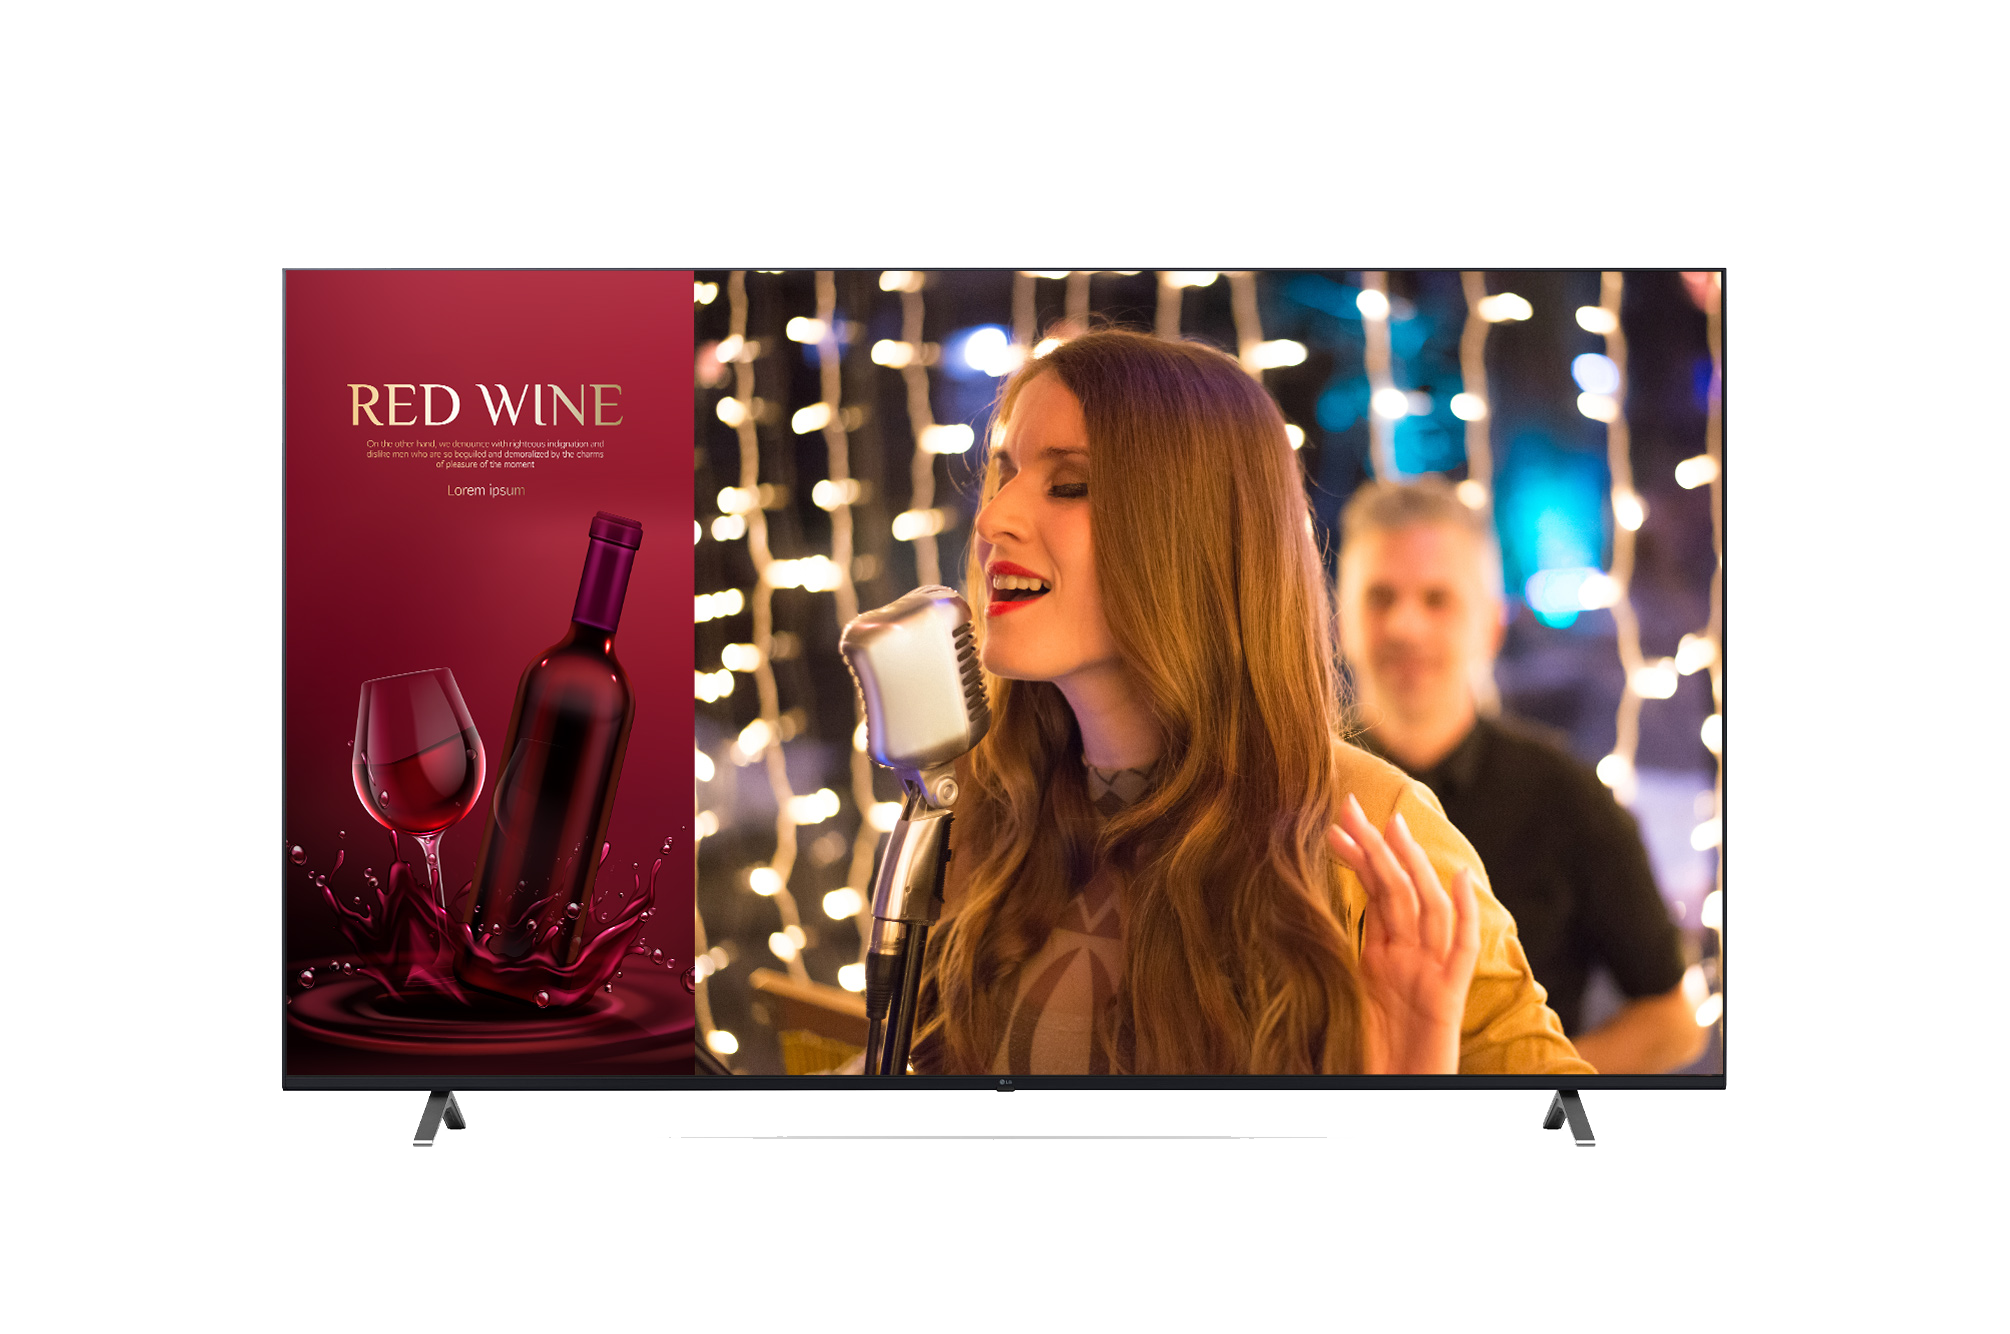 RED WINE
On the other hand, we denounce with righteous indignation and
dislike men who are so beguiled and demoralized by the charms
of pleasure of the moment
Lorem ipsum
LG